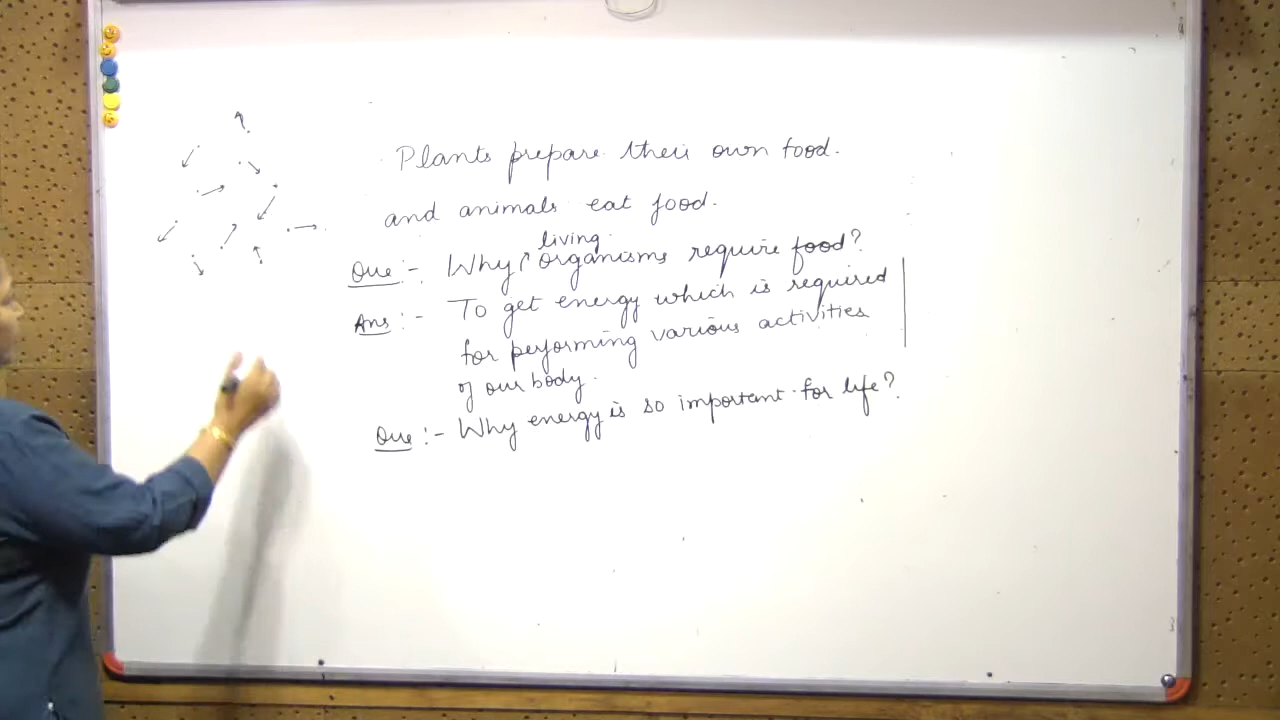 Plants prepare their own food.
and animals eat food.
living
Que :- Why organisms require food?
Ans :- To get energy which is required
for performing various activities
of our body.
Que :- Why energy is so important for life?